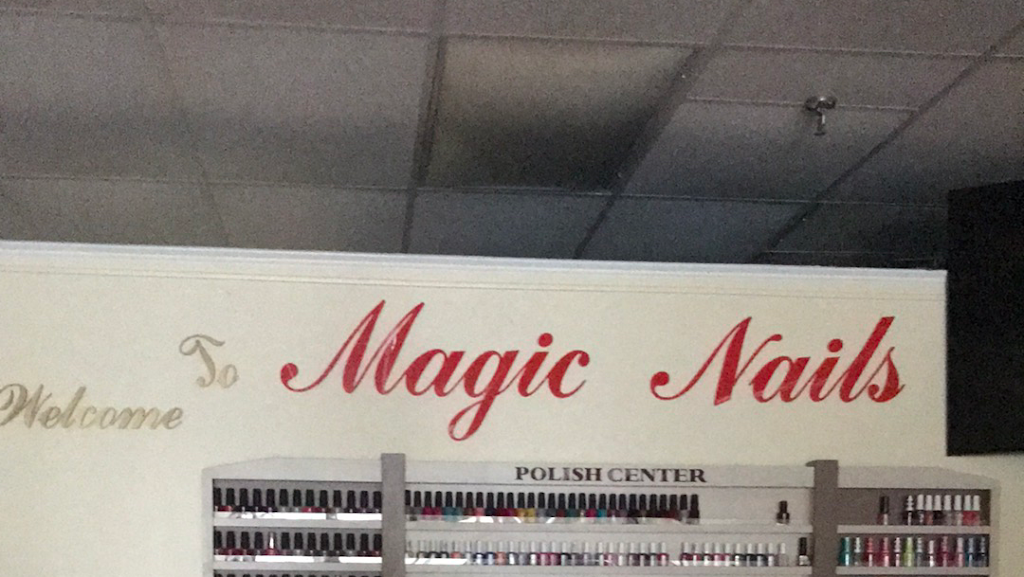 Welcome To Magic Nails
POLISH CENTER